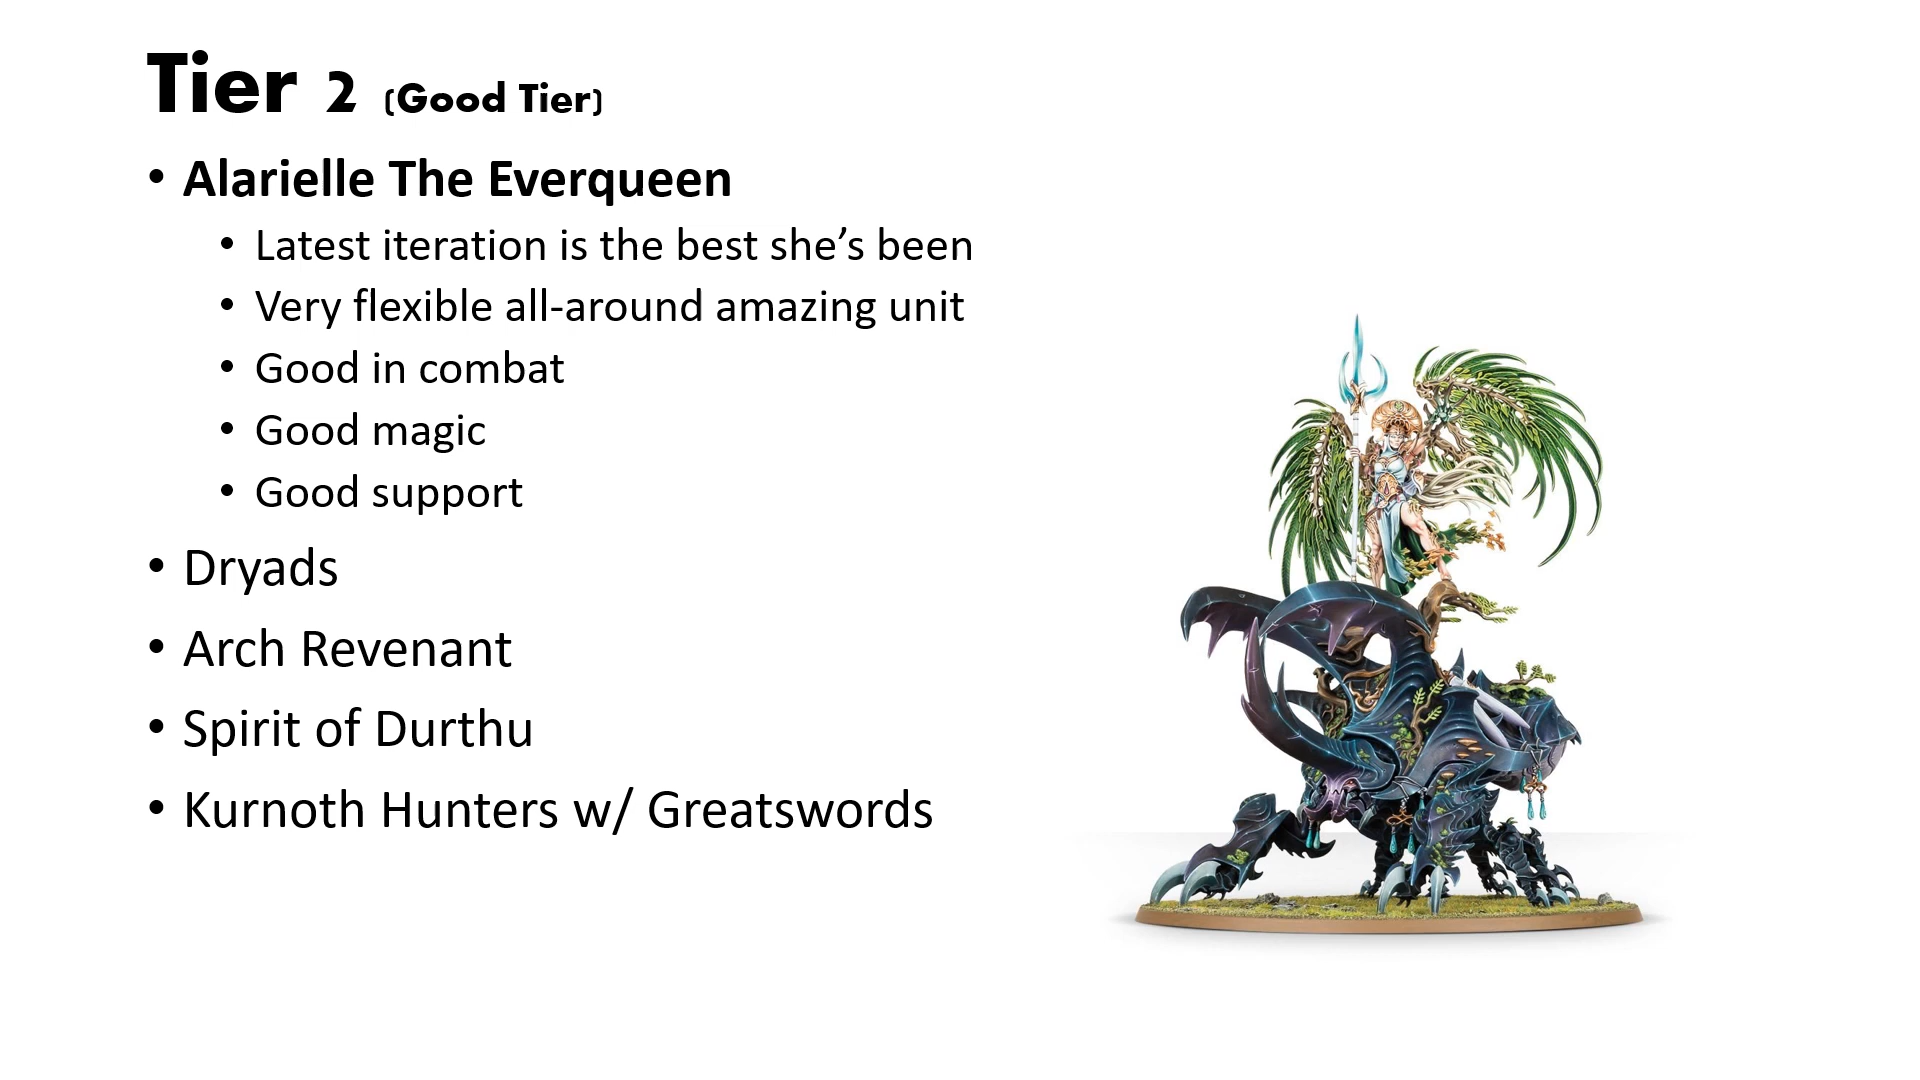 Tier 2 (Good Tier)
• Alarielle The Everqueen
• Latest iteration is the best she’s been
• Very flexible all-around amazing unit
• Good in combat
• Good magic
• Good support
• Dryads
• Arch Revenant
• Spirit of Durthu
• Kurnoth Hunters w/ Greatswords